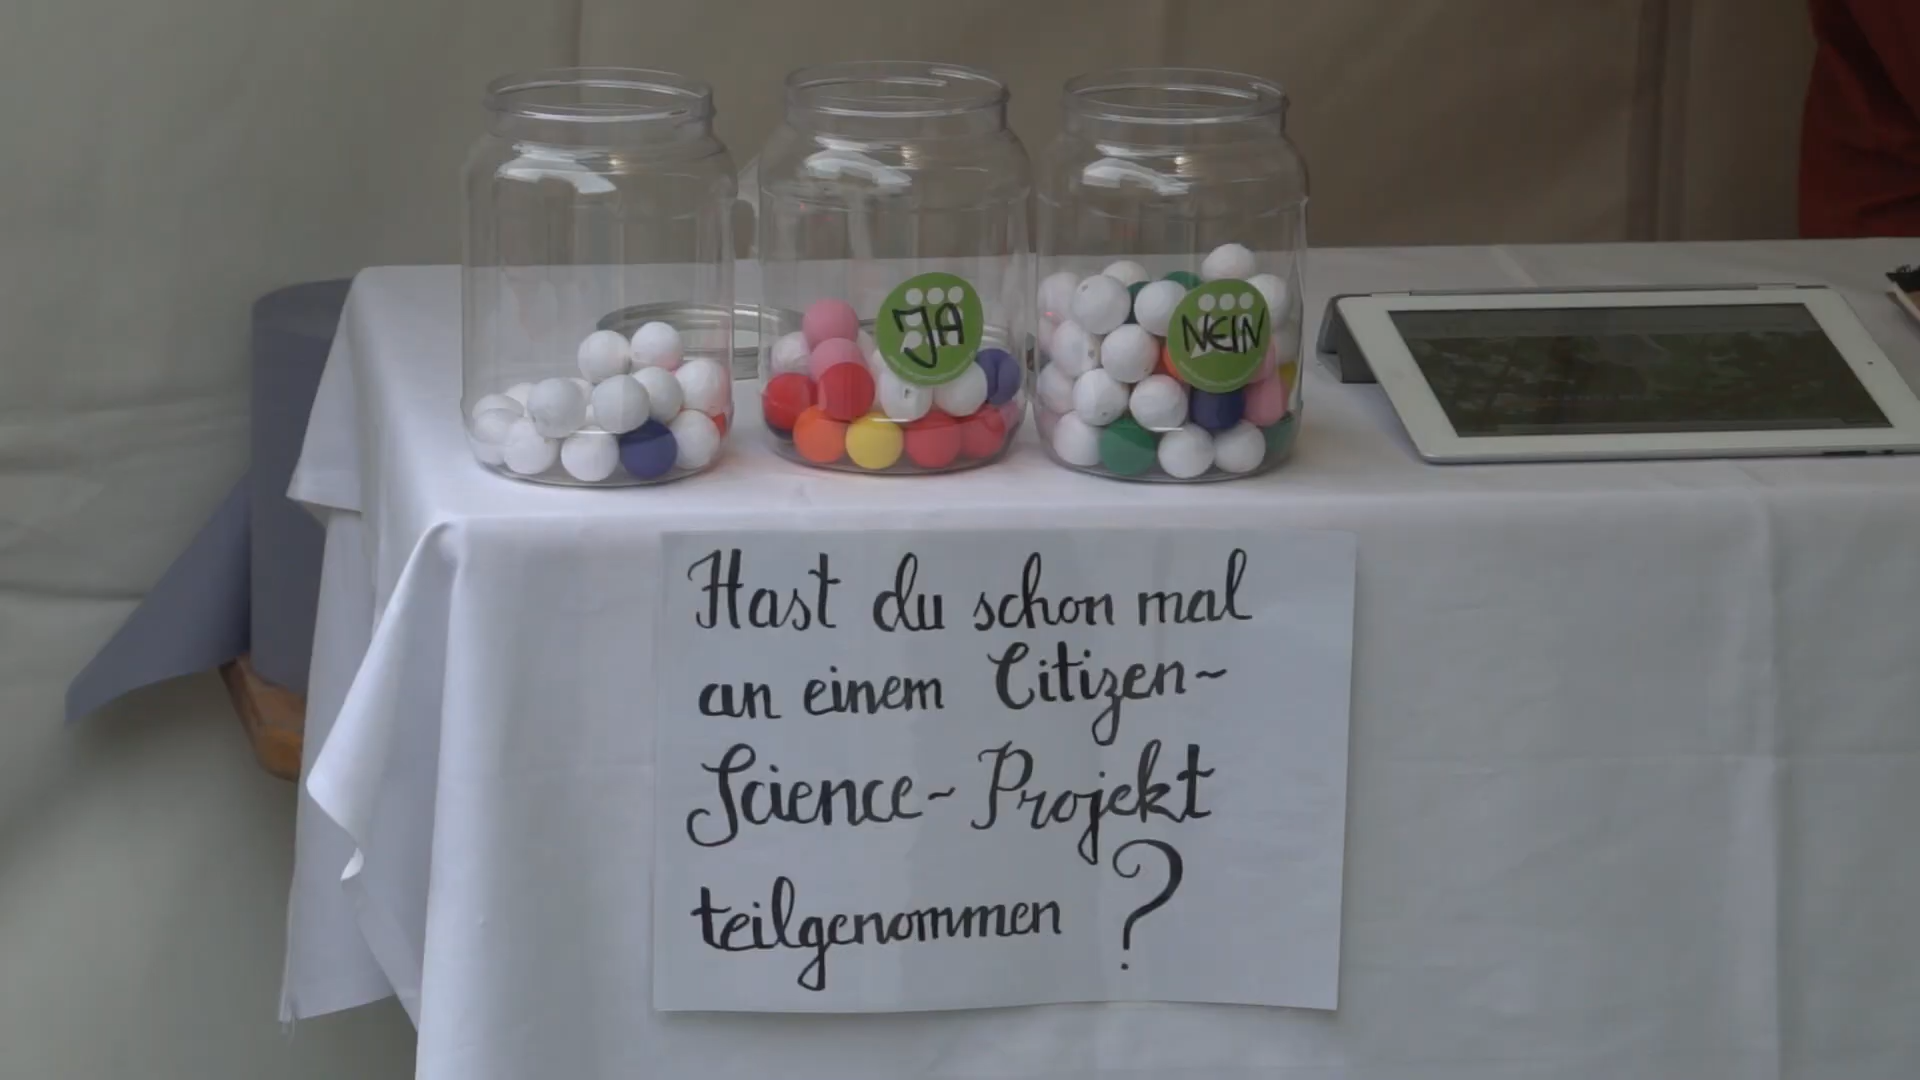 JA
NEIN
Hast du schon mal
an einem Citizen-
Science-Projekt
teilgenommen?